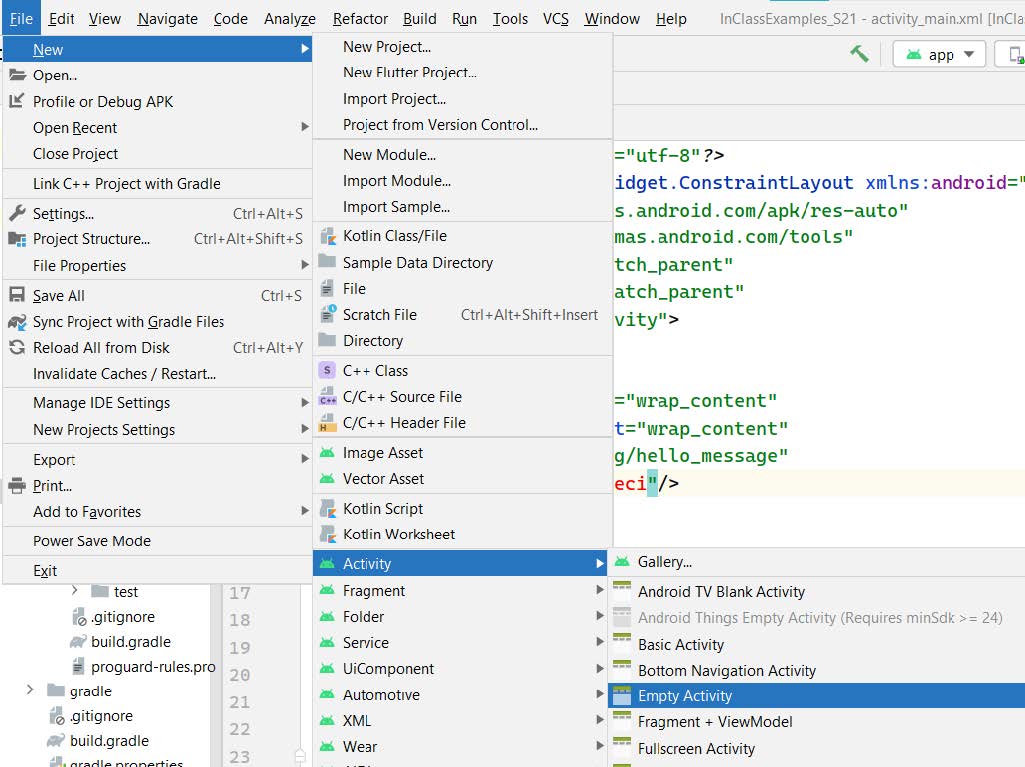 File Edit View Navigate Code Analyze Refactor Build Run Tools VCS Window Help InClassExamples_S21 - activity_main.xml [InCla
app
New
Open..
Profile or Debug APK
Open Recent
Close Project
Link C++ Project with Gradle
Settings... Ctrl+Alt+S
Project Structure... Ctrl+Alt+Shift+S
File Properties
Save All Ctrl+S
Sync Project with Gradle Files
Reload All from Disk Ctrl+Alt+Y
Invalidate Caches / Restart...
Manage IDE Settings
New Projects Settings
Export
Print...
Add to Favorites
Power Save Mode
Exit
New Project...
New Flutter Project...
Import Project...
Project from Version Control...
New Module...
Import Module...
Import Sample...
Kotlin Class/File
Sample Data Directory
File
Scratch File Ctrl+Alt+Shift+Insert
Directory
S C++ Class
C++ C/C++ Source File
H C/C++ Header File
Image Asset
Vector Asset
Kotlin Script
Kotlin Worksheet
Activity
Fragment
Folder
Service
UiComponent
Automotive
XML
Wear
="utf-8"?>
idget.ConstraintLayout xmlns:android="
s.android.com/apk/res-auto"
mas.android.com/tools"
tch_parent"
atch_parent"
vity">
="wrap_content"
t="wrap_content"
g/hello_message"
eci"/>
Gallery...
Android TV Blank Activity
Android Things Empty Activity (Requires minSdk >= 24)
Basic Activity
Bottom Navigation Activity
Empty Activity
Fragment + ViewModel
Fullscreen Activity
test
.gitignore
build.gradle
proguard-rules.pro
gradle
.gitignore
build.gradle
gradle.properties
17
18
19
20
21
22
23